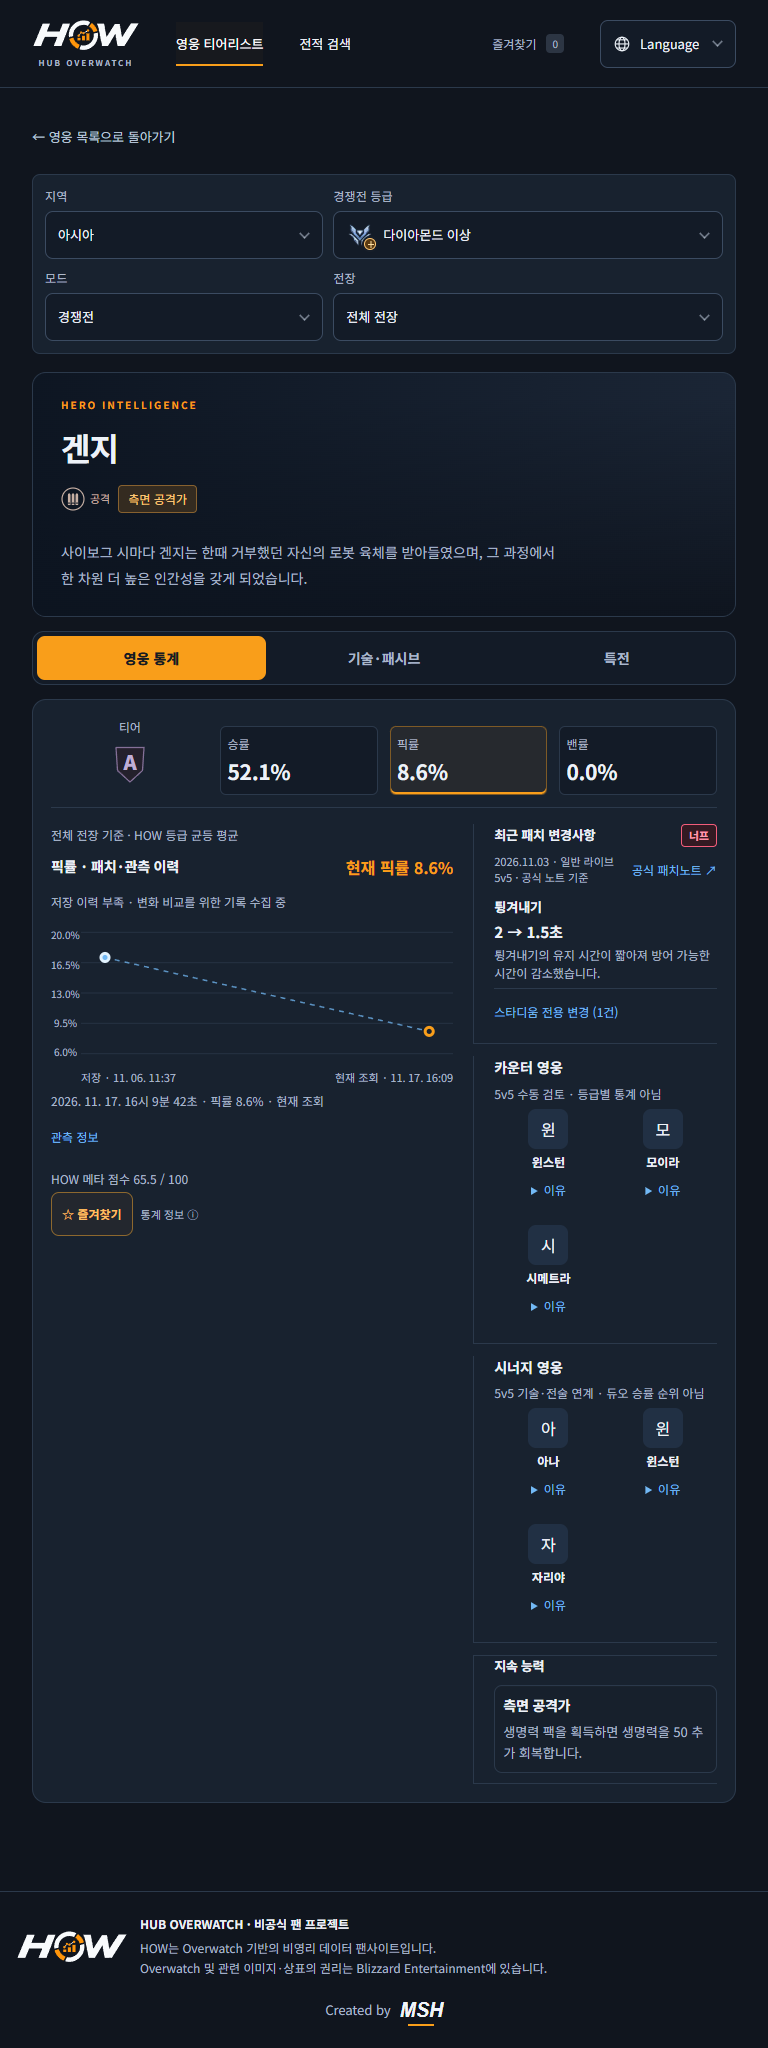 HOW
HUB OVERWATCH
영웅 티어리스트
전적 검색
즐겨찾기 0
Language
← 영웅 목록으로 돌아가기
지역
아시아
경쟁전 등급
다이아몬드 이상
모드
경쟁전
전장
전체 전장
HERO INTELLIGENCE
겐지
공격 측면 공격가
사이보그 시마다 겐지는 한때 거부했던 자신의 로봇 육체를 받아들였으며, 그 과정에서
한 차원 더 높은 인간성을 갖게 되었습니다.
영웅 통계
기술·패시브
특전
티어
A
승률
52.1%
픽률
8.6%
밴률
0.0%
전체 전장 기준 · HOW 등급 균등 평균
픽률 · 패치·관측 이력
현재 픽률 8.6%
저장 이력 부족 · 변화 비교를 위한 기록 수집 중
20.0%
16.5%
13.0%
9.5%
6.0%
저장 · 11. 06. 11:37
현재 조회 · 11. 17. 16:09
2026. 11. 17. 16시 9분 42초 · 픽률 8.6% · 현재 조회
관측 정보
HOW 메타 점수 65.5 / 100
☆ 즐겨찾기
통계 정보 ⓘ
최근 패치 변경사항
너프
2026.11.03 · 일반 라이브
5v5 · 공식 노트 기준
공식 패치노트 ↗
튕겨내기
2 → 1.5초
튕겨내기의 유지 시간이 짧아져 방어 가능한
시간이 감소했습니다.
스타디움 전용 변경 (1건)
카운터 영웅
5v5 수동 검토 · 등급별 통계 아님
윈
윈스턴
▶ 이유
모
모이라
▶ 이유
시
시메트라
▶ 이유
시너지 영웅
5v5 기술·전술 연계 · 듀오 승률 순위 아님
아
아나
▶ 이유
윈
윈스턴
▶ 이유
자
자리야
▶ 이유
지속 능력
측면 공격가
생명력 팩을 획득하면 생명력을 50 추
가 회복합니다.
HOW
HUB OVERWATCH · 비공식 팬 프로젝트
HOW는 Overwatch 기반의 비영리 데이터 팬사이트입니다.
Overwatch 및 관련 이미지·상표의 권리는 Blizzard Entertainment에 있습니다.
Created by MSH